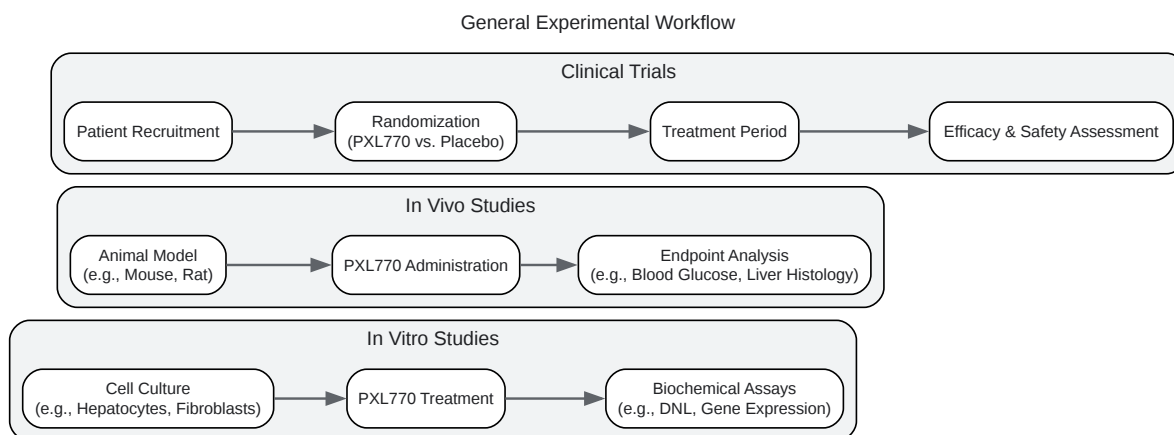 General Experimental Workflow
Clinical Trials
Patient Recruitment
Randomization
(PXL770 vs. Placebo)
Treatment Period
Efficacy & Safety Assessment
In Vivo Studies
Animal Model
(e.g., Mouse, Rat)
PXL770 Administration
Endpoint Analysis
(e.g., Blood Glucose, Liver Histology)
In Vitro Studies
Cell Culture
(e.g., Hepatocytes, Fibroblasts)
PXL770 Treatment
Biochemical Assays
(e.g., DNL, Gene Expression)